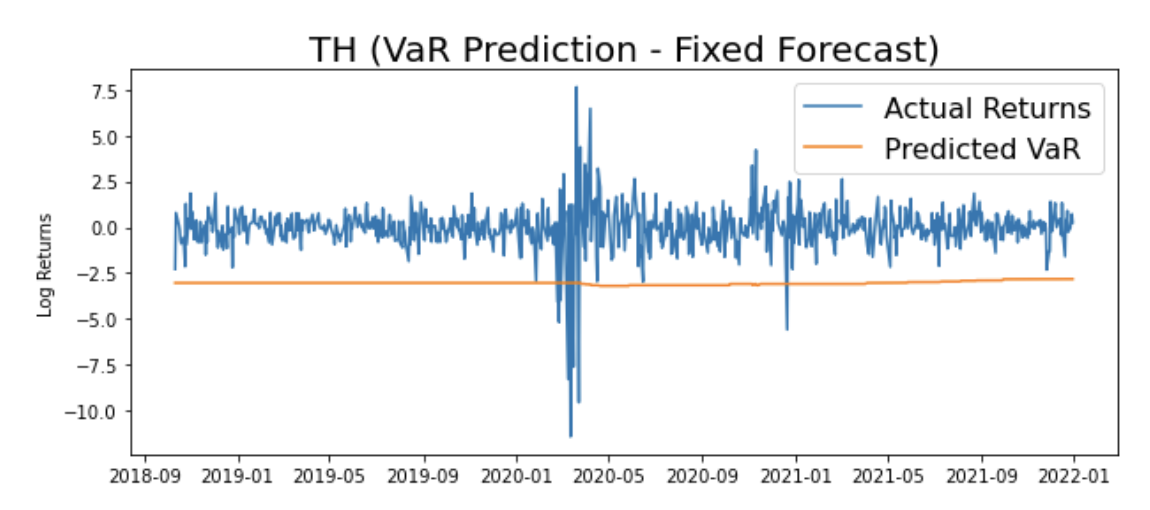 TH (VaR Prediction - Fixed Forecast)
Actual Returns
Predicted VaR
Log Returns
7.5
5.0
2.5
0.0
−2.5
−5.0
−7.5
−10.0
2018-09 2019-01 2019-05 2019-09 2020-01 2020-05 2020-09 2021-01 2021-05 2021-09 2022-01